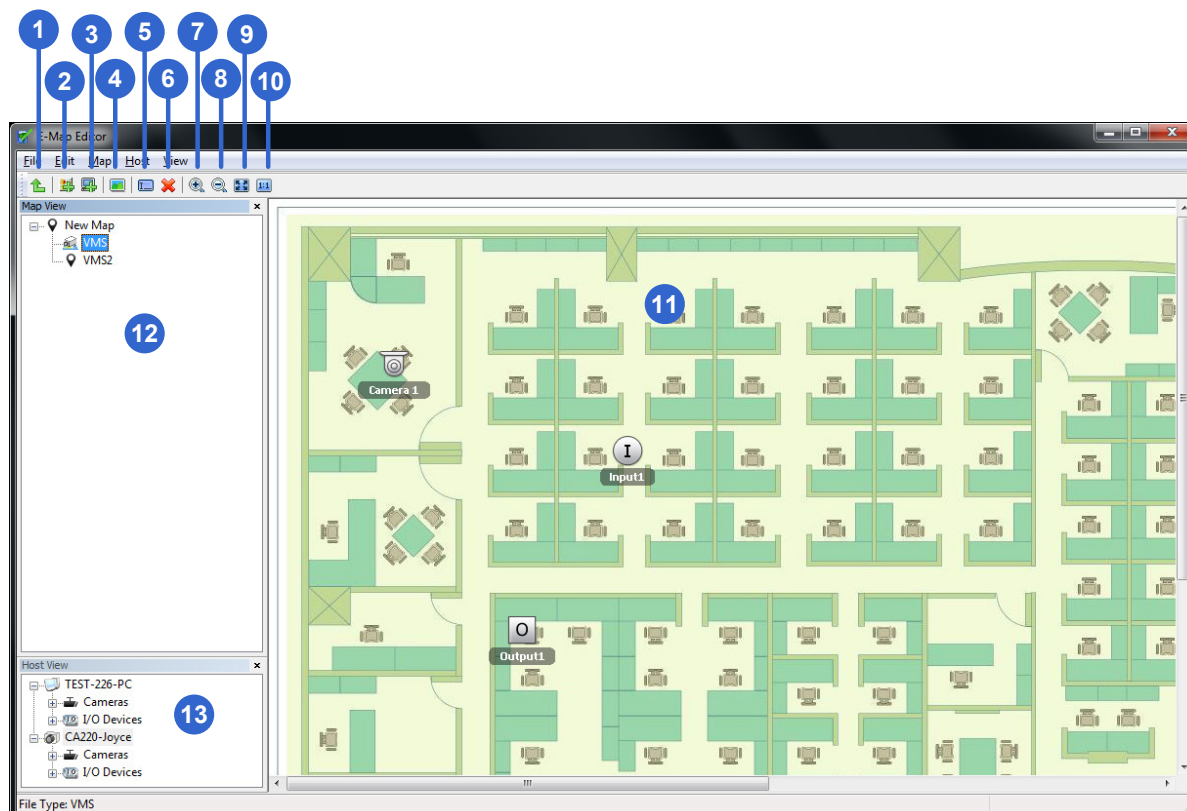 1 3 5 7 9
2 4 6 8 10
E-Map Editor
File Edit Map Host View
1:1
Map View x
New Map
VMS
VMS2
11
12
Camera 1
I
Input1
O
Output1
Host View x
TEST-226-PC
Cameras
I/O Devices
13
CA220-Joyce
Cameras
I/O Devices
File Type: VMS